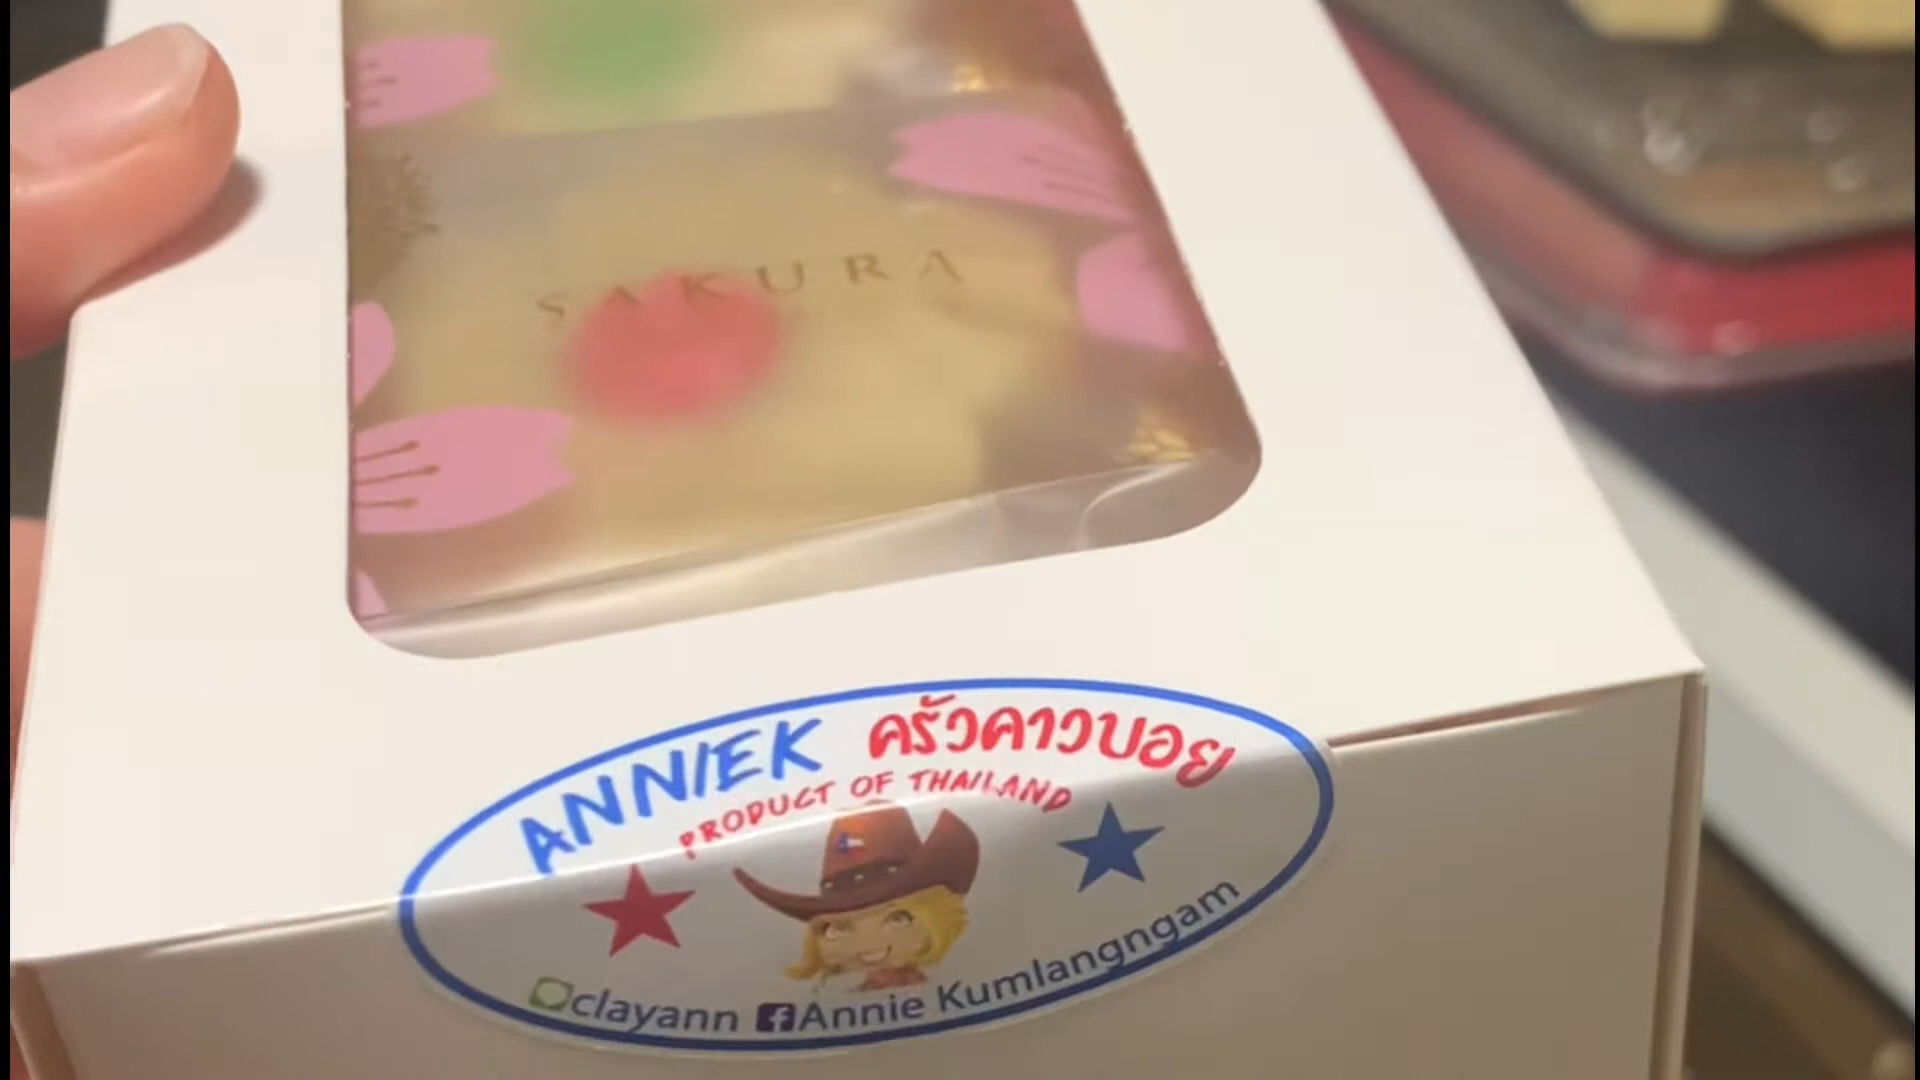 SAKURA
ANNIEK ครัวคาวบอย
PRODUCT OF THAILAND
clayann Annie Kumlangngam